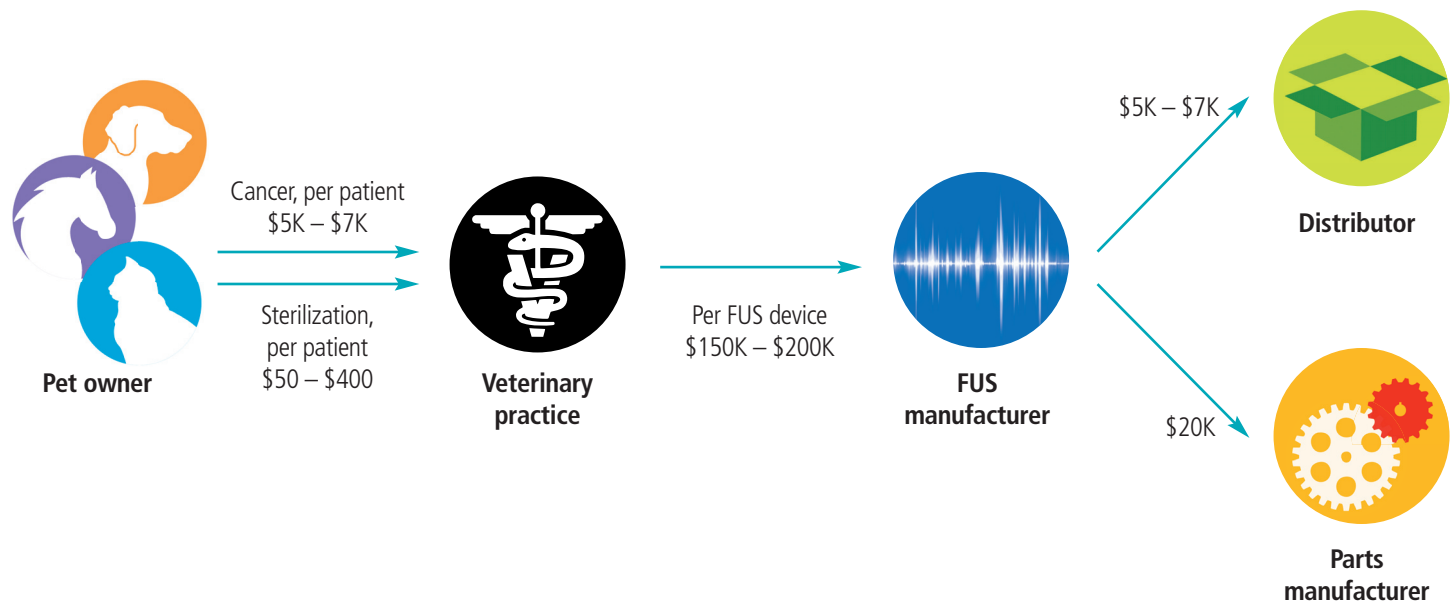 Pet owner
Cancer, per patient
$5K – $7K
Sterilization,
per patient
$50 – $400
Veterinary
practice
Per FUS device
$150K – $200K
FUS
manufacturer
$5K – $7K
Distributor
$20K
Parts
manufacturer